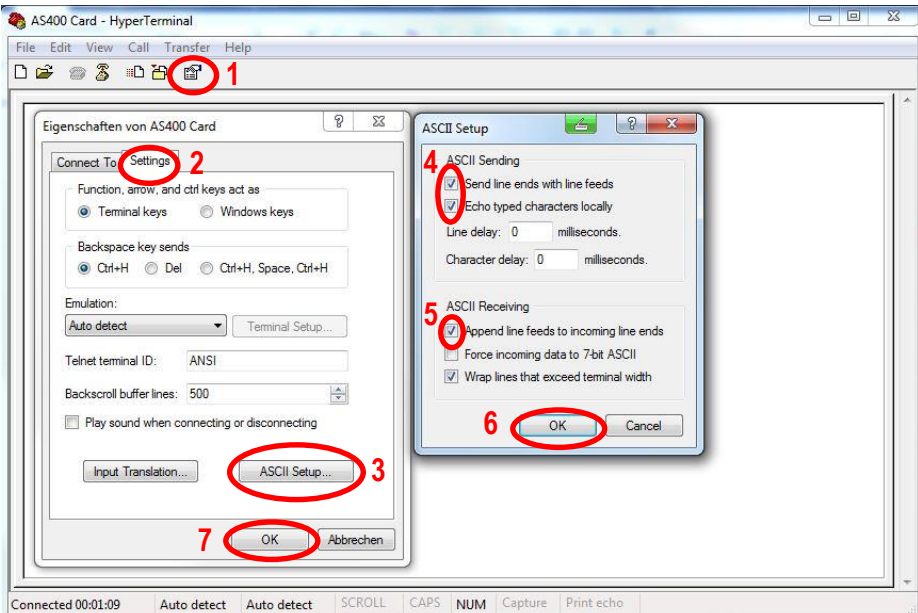 AS400 Card - HyperTerminal
File Edit View Call Transfer Help
1
Eigenschaften von AS400 Card
Connect To Settings 2
Function, arrow, and ctrl keys act as
Terminal keys Windows keys
Backspace key sends
Ctrl+H Del Ctrl+H, Space, Ctrl+H
Emulation:
Auto detect Terminal Setup...
Telnet terminal ID: ANSI
Backscroll buffer lines: 500
Play sound when connecting or disconnecting
Input Translation... ASCII Setup... 3
7 OK Abbrechen
ASCII Setup
ASCII Sending
4
Send line ends with line feeds
Echo typed characters locally
Line delay: 0 milliseconds.
Character delay: 0 milliseconds.
ASCII Receiving
5
Append line feeds to incoming line ends
Force incoming data to 7-bit ASCII
Wrap lines that exceed terminal width
6 OK Cancel
Connected 00:01:09 Auto detect Auto detect SCROLL CAPS NUM Capture Print echo